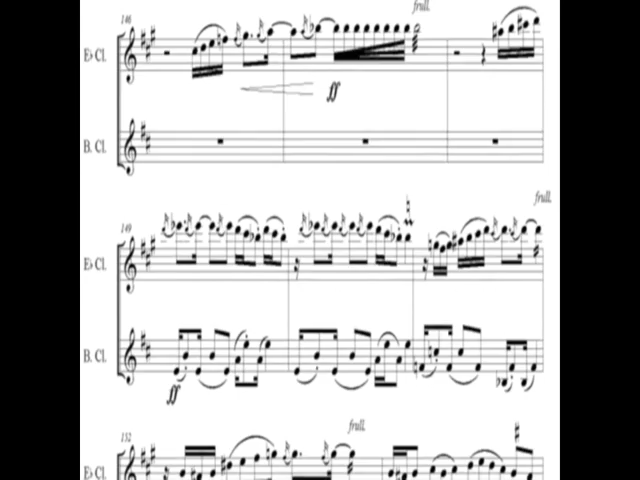 frull.
146
E♭ Cl.
ff
B. Cl.
frull.
149
E♭ Cl.
B. Cl.
ff
frull.
152
E♭ Cl.